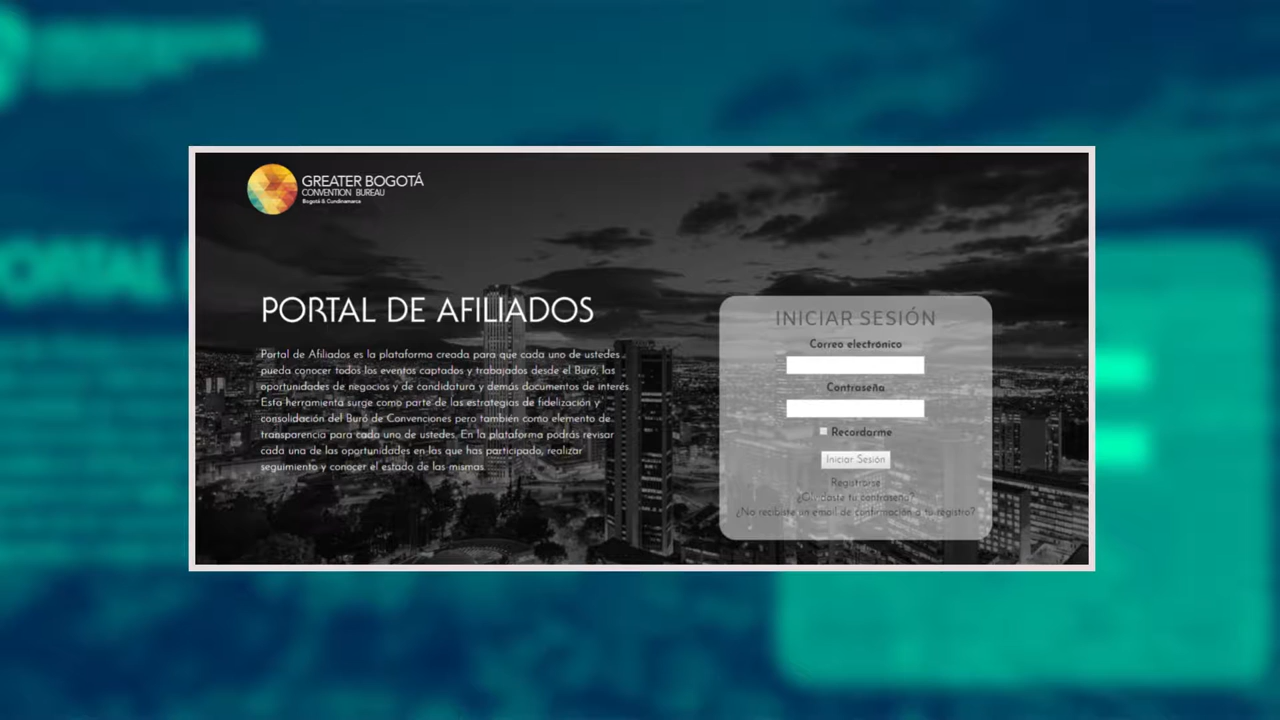 GREATER BOGOTÁ
CONVENTION BUREAU
Bogotá & Cundinamarca
PORTAL DE AFILIADOS
Portal de Afiliados es la plataforma creada para que cada uno de ustedes
pueda conocer todos los eventos captados y trabajados desde el Buró, las
oportunidades de negocios y de candidatura y demás documentos de interés.
Esta herramienta surge como parte de las estrategias de fidelización y
consolidación del Buró de Convenciones pero también como elemento de
transparencia para cada uno de ustedes. En la plataforma podrás revisar
cada una de las oportunidades en las que has participado, realizar
seguimiento y conocer el estado de las mismas.
INICIAR SESIÓN
Correo electrónico
Contraseña
Recordarme
Iniciar Sesión
Registrarse
¿Olvidaste tu contraseña?
¿No recibiste un email de confirmación a tu registro?
ORTAL